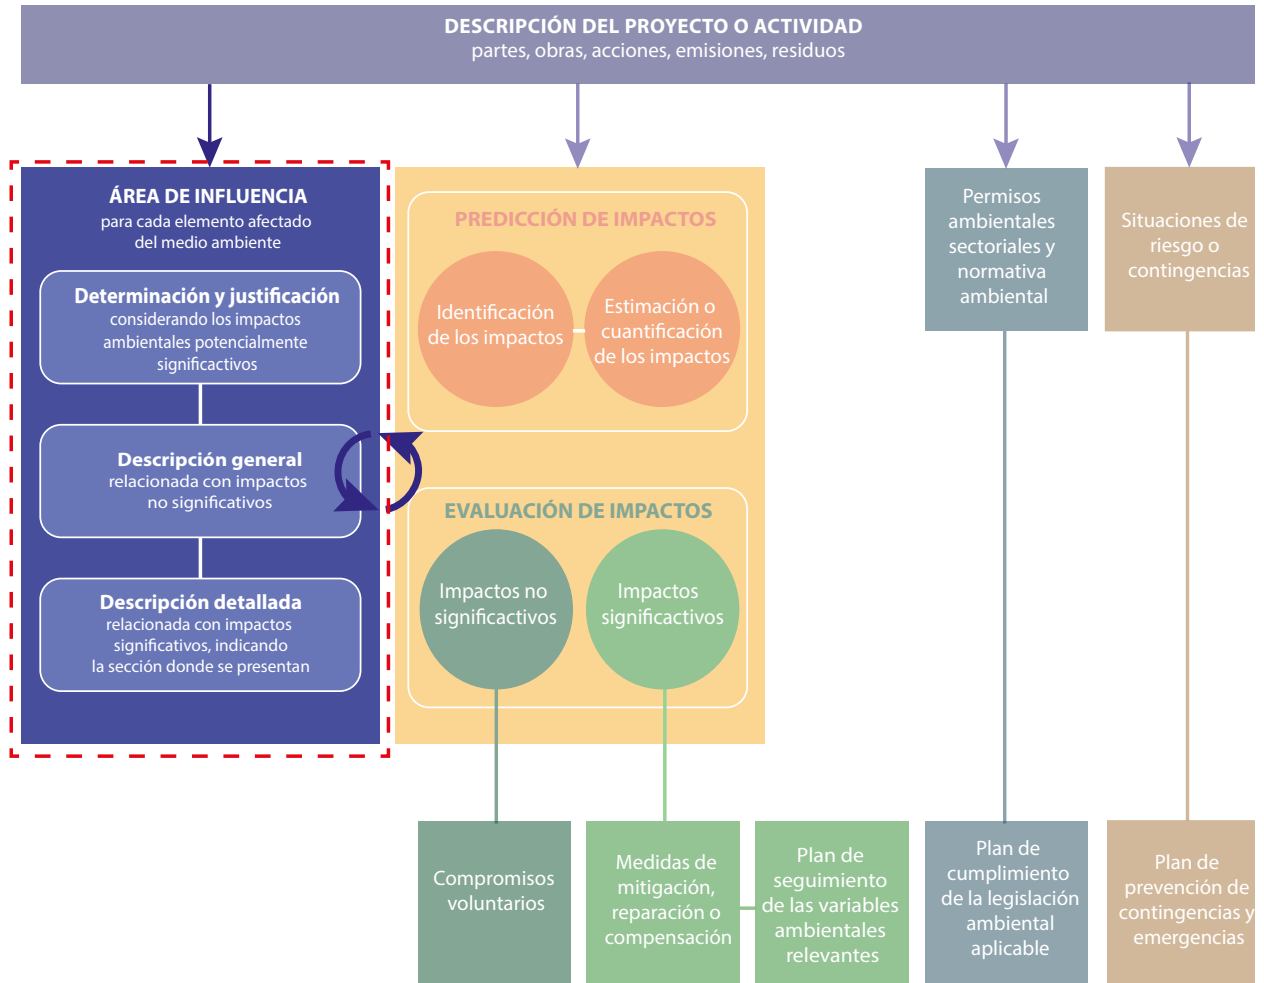 DESCRIPCIÓN DEL PROYECTO O ACTIVIDAD
partes, obras, acciones, emisiones, residuos
ÁREA DE INFLUENCIA
para cada elemento afectado
del medio ambiente
Determinación y justificación
considerando los impactos
ambientales potencialmente
significactivos
Descripción general
relacionada con impactos
no significativos
Descripción detallada
relacionada con impactos
significativos, indicando
la sección donde se presentan
PREDICCIÓN DE IMPACTOS
Identificación
de los impactos
Estimación o
cuantificación
de los impactos
EVALUACIÓN DE IMPACTOS
Impactos no
significactivos
Impactos
significactivos
Permisos
ambientales
sectoriales y
normativa
ambiental
Situaciones de
riesgo o
contingencias
Compromisos
voluntarios
Medidas de
mitigación,
reparación o
compensación
Plan de
seguimiento
de las variables
ambientales
relevantes
Plan de
cumplimiento
de la legislación
ambiental
aplicable
Plan de
prevención de
contingencias y
emergencias